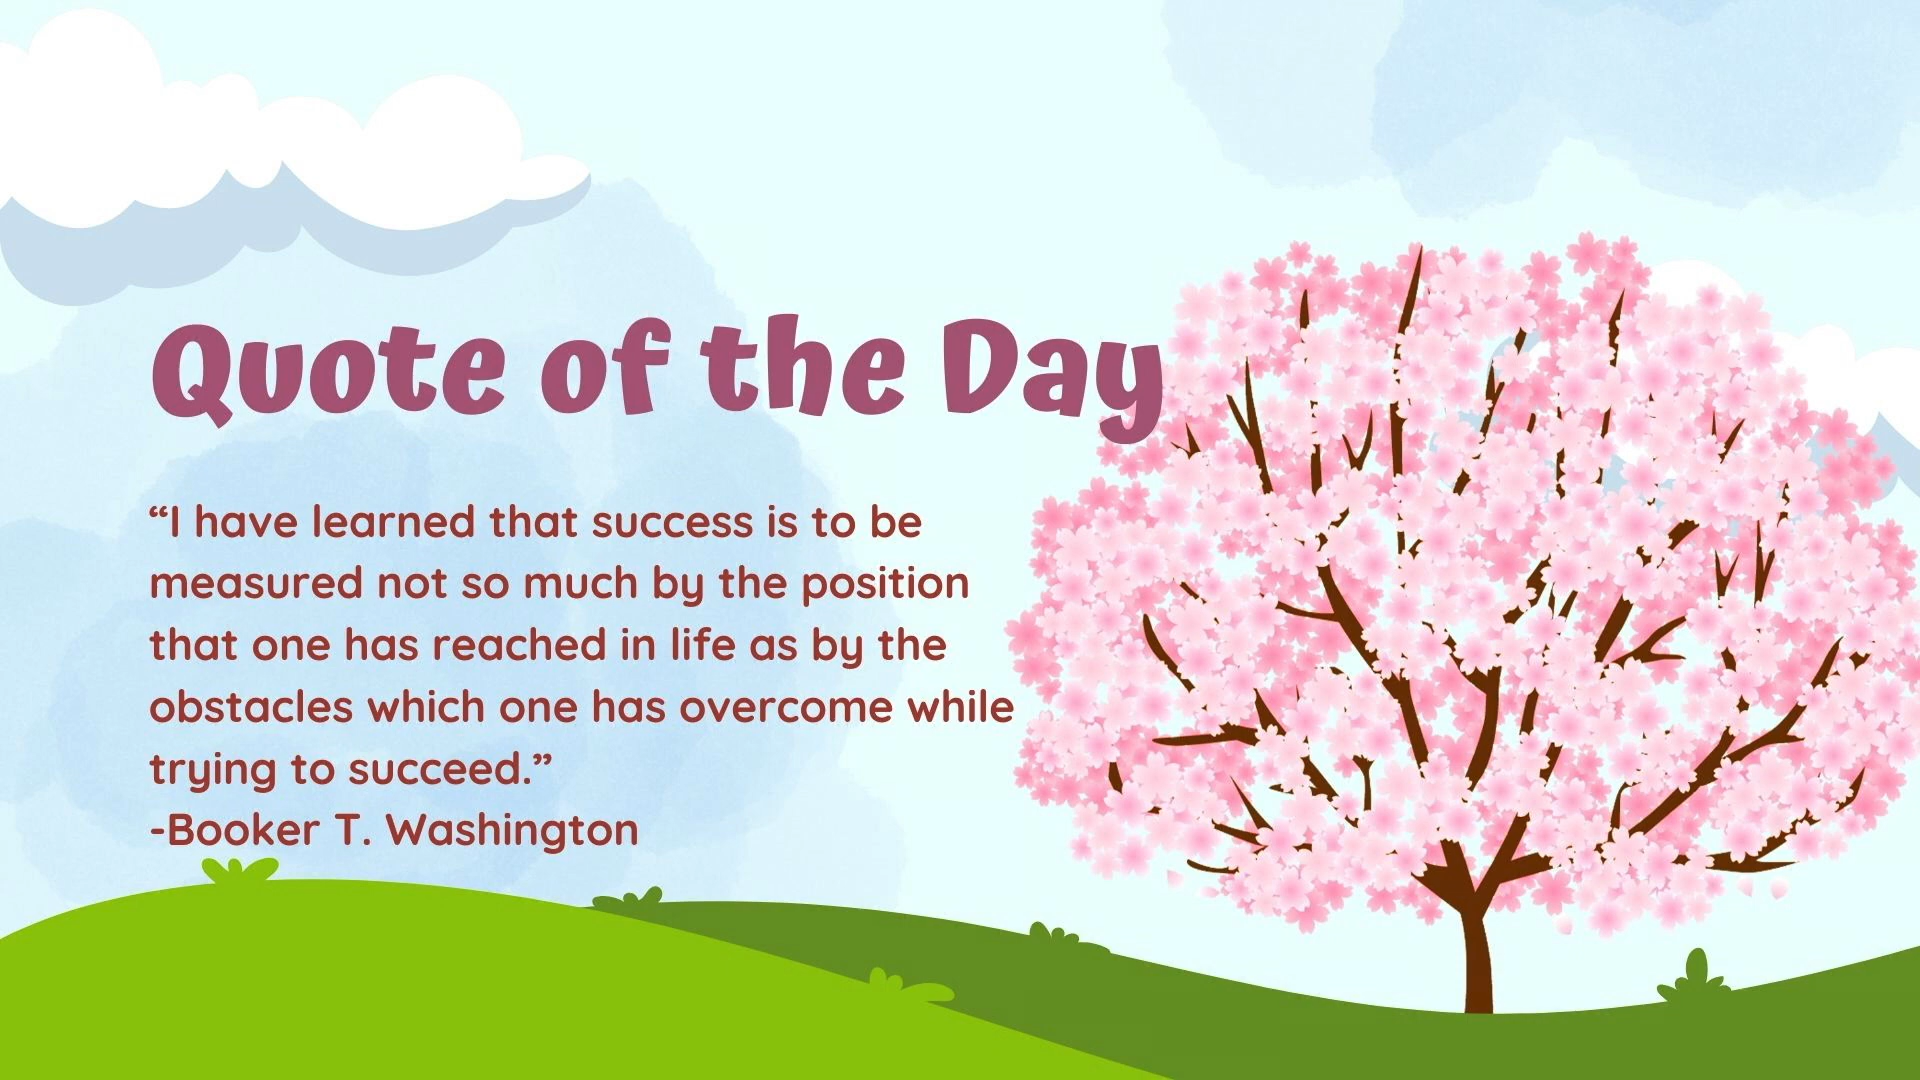 Quote of the Day
“I have learned that success is to be
measured not so much by the position
that one has reached in life as by the
obstacles which one has overcome while
trying to succeed.”
-Booker T. Washington